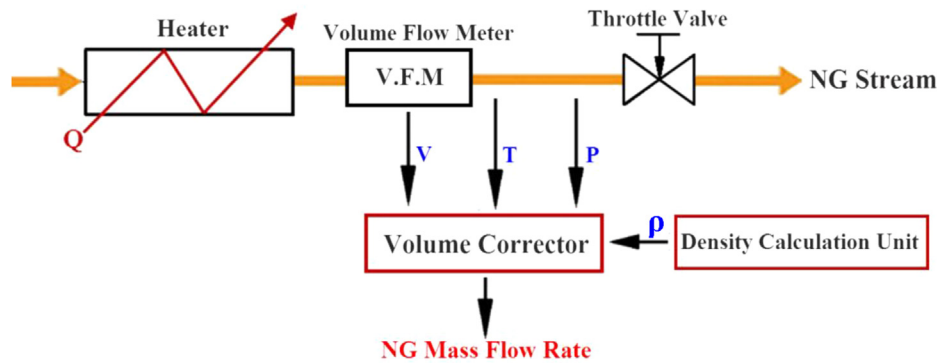 Heater
Volume Flow Meter
Throttle Valve
V.F.M
NG Stream
Q
V
T
P
ρ
Volume Corrector
Density Calculation Unit
NG Mass Flow Rate